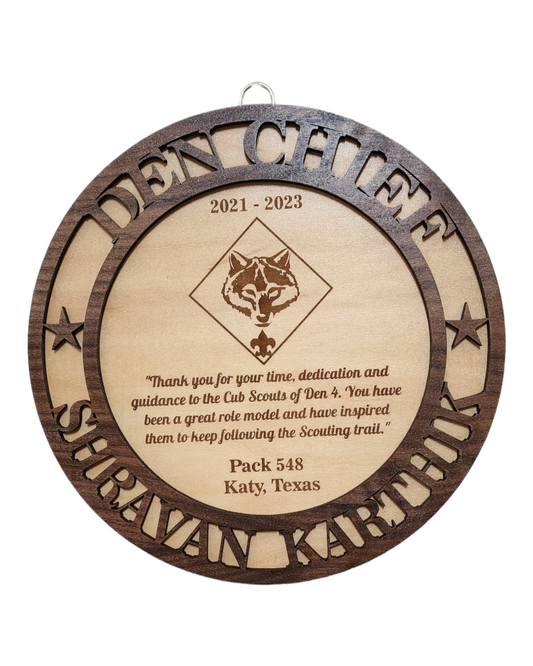 DEN CHIEF
2021 - 2023
"Thank you for your time, dedication and
guidance to the Cub Scouts of Den 4. You have
been a great role model and have inspired
them to keep following the Scouting trail."
Pack 548
Katy, Texas
SHRAVAN KARTHIK